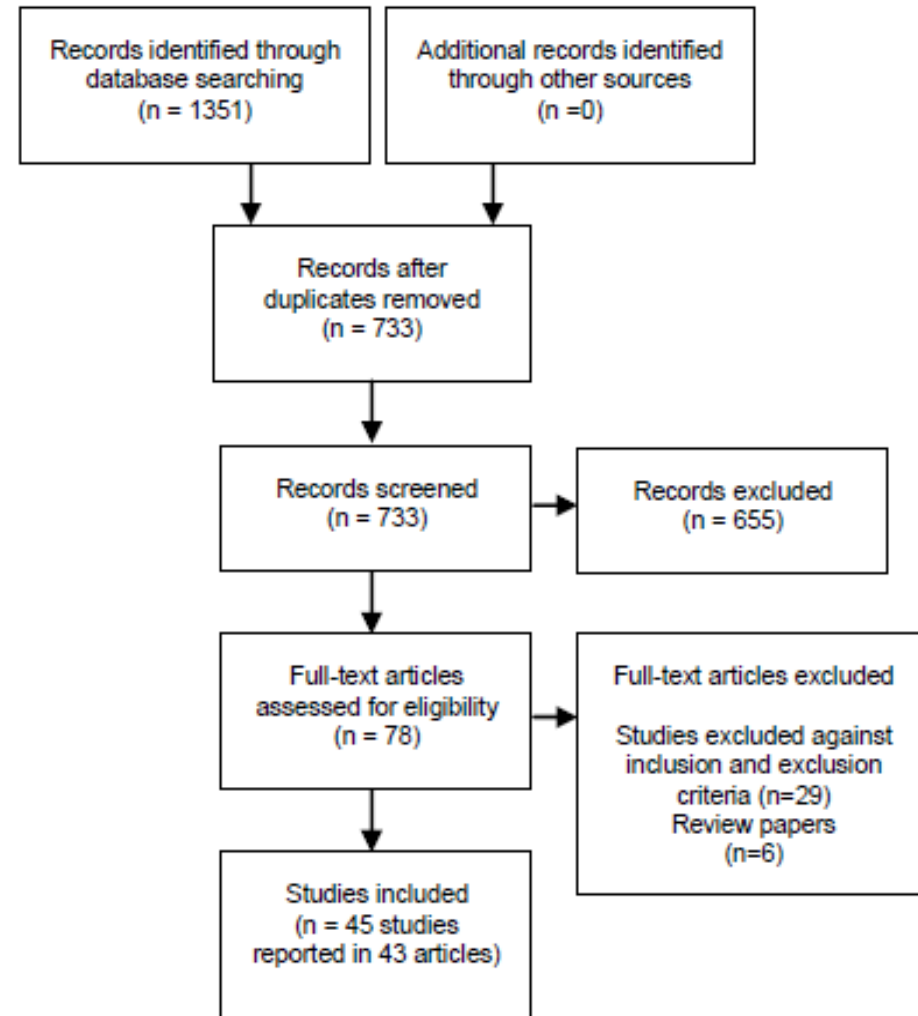 Records identified through
database searching
(n = 1351)
Additional records identified
through other sources
(n =0)
Records after
duplicates removed
(n = 733)
Records screened
(n = 733)
Records excluded
(n = 655)
Full-text articles
assessed for eligibility
(n = 78)
Full-text articles excluded
Studies excluded against
inclusion and exclusion
criteria (n=29)
Review papers
(n=6)
Studies included
(n = 45 studies
reported in 43 articles)